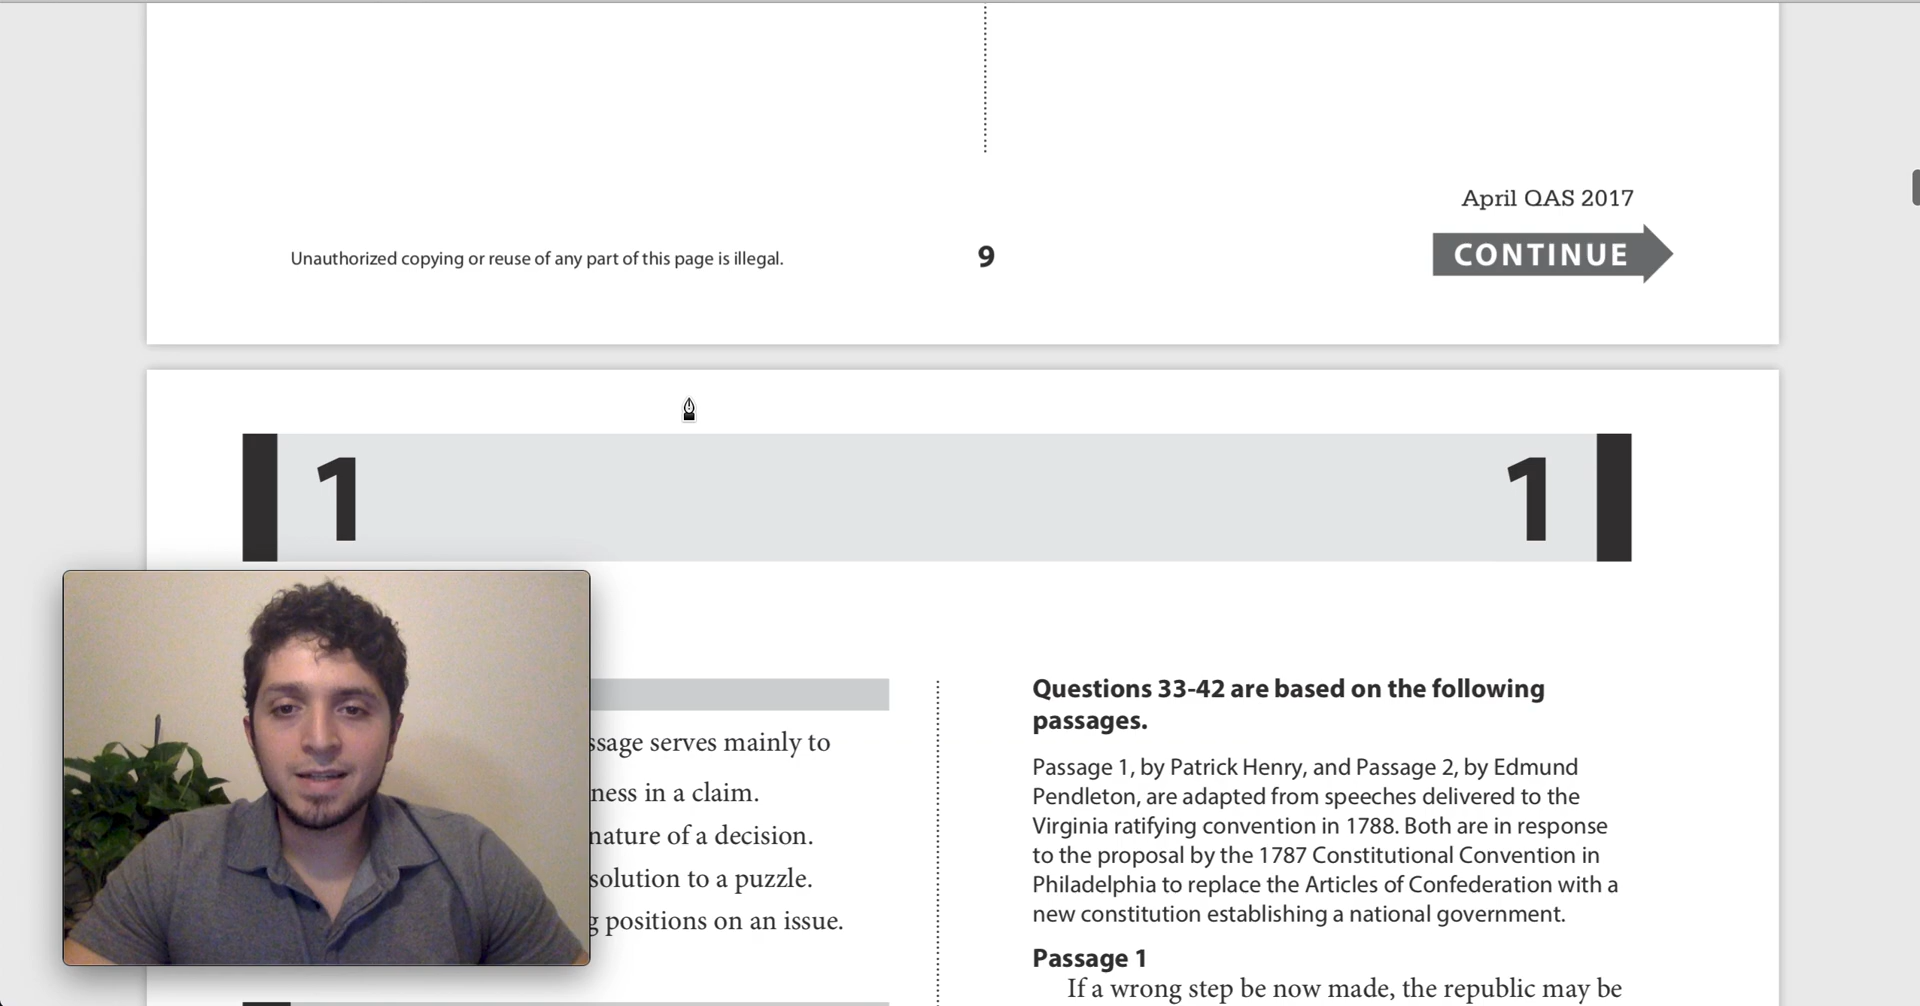 April QAS 2017
Unauthorized copying or reuse of any part of this page is illegal.
9
CONTINUE
1
1
serves mainly to
in a claim.
of a decision.
solution to a puzzle.
positions on an issue.
Questions 33-42 are based on the following
passages.
Passage 1, by Patrick Henry, and Passage 2, by Edmund
Pendleton, are adapted from speeches delivered to the
Virginia ratifying convention in 1788. Both are in response
to the proposal by the 1787 Constitutional Convention in
Philadelphia to replace the Articles of Confederation with a
new constitution establishing a national government.
Passage 1
If a wrong step be now made, the republic may be